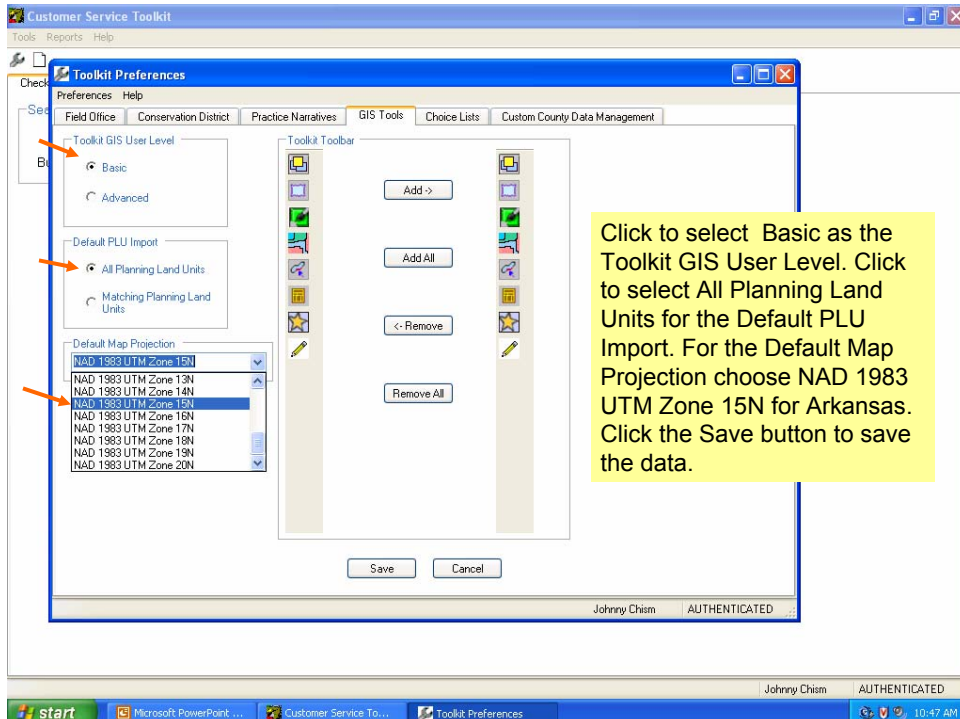 Customer Service Toolkit
Tools Reports Help
Toolkit Preferences
Check
Preferences Help
Field Office Conservation District Practice Narratives GIS Tools Choice Lists Custom County Data Management
Toolkit GIS User Level
Basic
Advanced
Default PLU Import
All Planning Land Units
Matching Planning Land
Units
Default Map Projection
NAD 1983 UTM Zone 15N
NAD 1983 UTM Zone 13N
NAD 1983 UTM Zone 14N
NAD 1983 UTM Zone 15N
NAD 1983 UTM Zone 16N
NAD 1983 UTM Zone 17N
NAD 1983 UTM Zone 18N
NAD 1983 UTM Zone 19N
NAD 1983 UTM Zone 20N
Toolkit Toolbar
Add ->
Add All
<- Remove
Remove All
Click to select Basic as the
Toolkit GIS User Level. Click
to select All Planning Land
Units for the Default PLU
Import. For the Default Map
Projection choose NAD 1983
UTM Zone 15N for Arkansas.
Click the Save button to save
the data.
Save Cancel
Johnny Chism AUTHENTICATED
Johnny Chism AUTHENTICATED
start Microsoft PowerPoint ... Customer Service To... Toolkit Preferences 10:47 AM